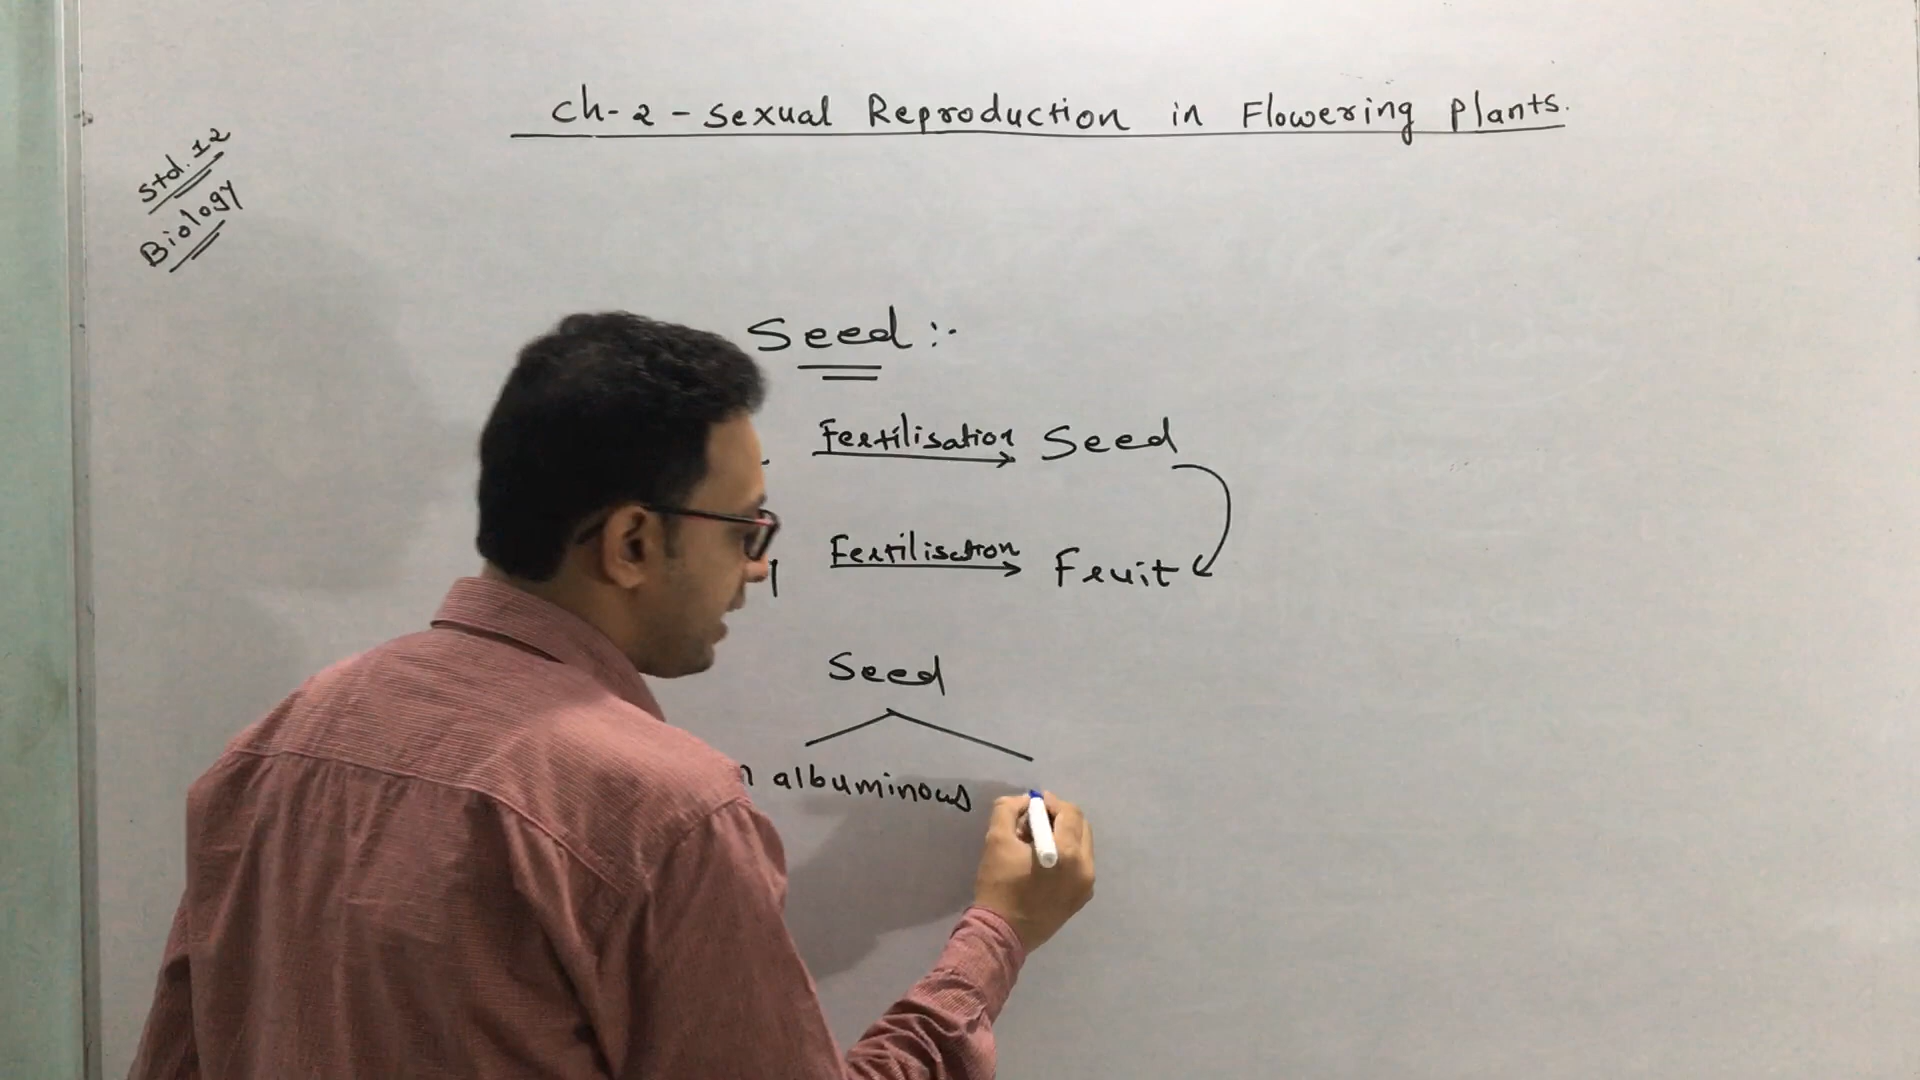 Ch-2 - Sexual Reproduction in Flowering Plants.
Std. 12
Biology
Seed :-
Fertilisation Seed
Fertilisation Fruit
Seed
albuminous